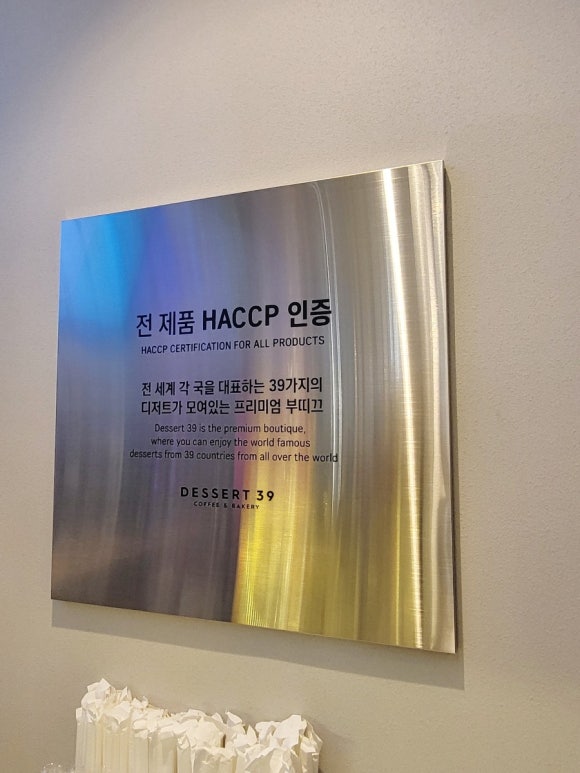 전 제품 HACCP 인증
HACCP CERTIFICATION FOR ALL PRODUCTS
전 세계 각 국을 대표하는 39가지의
디저트가 모여있는 프리미엄 부띠끄
Dessert 39 is the premium boutique,
where you can enjoy the world famous
desserts from 39 countries from all over the world
DESSERT 39
COFFEE & BAKERY